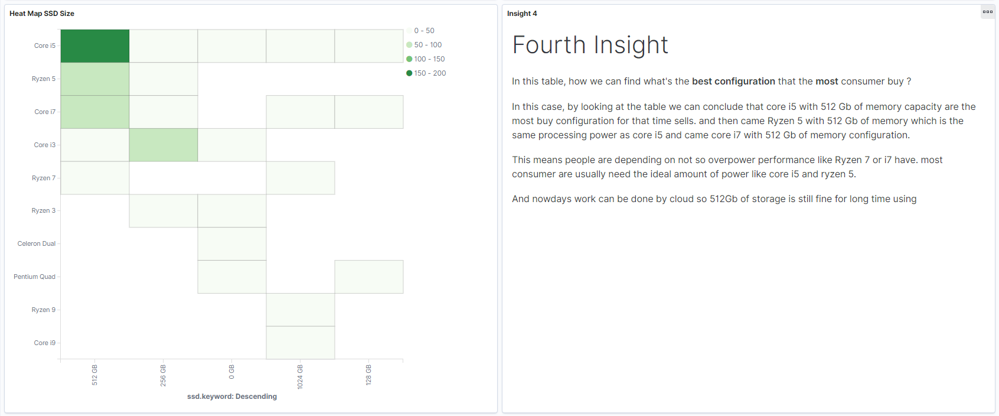 Heat Map SSD Size
Core i5
Ryzen 5
Core i7
Core i3
Ryzen 7
Ryzen 3
Celeron Dual
Pentium Quad
Ryzen 9
Core i9
512 GB
256 GB
0 GB
1024 GB
128 GB
ssd.keyword: Descending
0 - 50
50 - 100
100 - 150
150 - 200
Insight 4
Fourth Insight
In this table, how we can find what's the best configuration that the most consumer buy ?
In this case, by looking at the table we can conclude that core i5 with 512 Gb of memory capacity are the
most buy configuration for that time sells. and then came Ryzen 5 with 512 Gb of memory which is the
same processing power as core i5 and came core i7 with 512 Gb of memory configuration.
This means people are depending on not so overpower performance like Ryzen 7 or i7 have. most
consumer are usually need the ideal amount of power like core i5 and ryzen 5.
And nowdays work can be done by cloud so 512Gb of storage is still fine for long time using